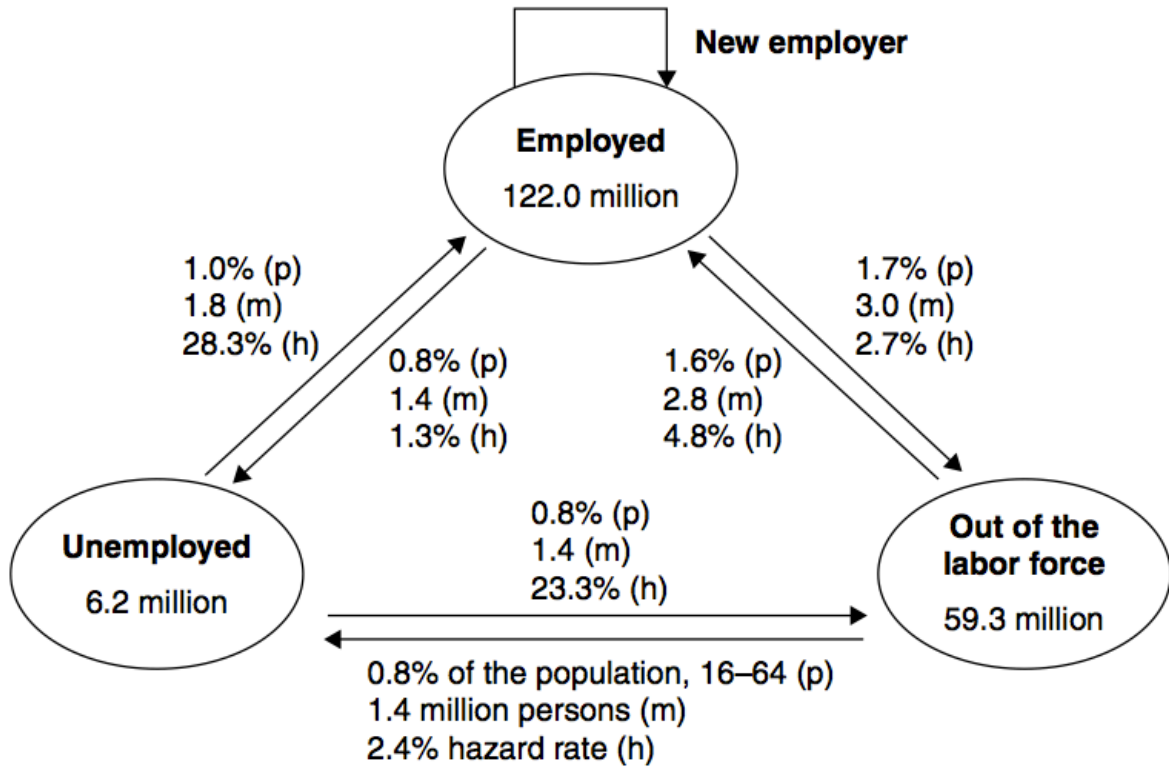 New employer
Employed
122.0 million
1.0% (p)
1.8 (m)
28.3% (h)
0.8% (p)
1.4 (m)
1.3% (h)
1.6% (p)
2.8 (m)
4.8% (h)
1.7% (p)
3.0 (m)
2.7% (h)
Unemployed
6.2 million
0.8% (p)
1.4 (m)
23.3% (h)
Out of the
labor force
59.3 million
0.8% of the population, 16–64 (p)
1.4 million persons (m)
2.4% hazard rate (h)